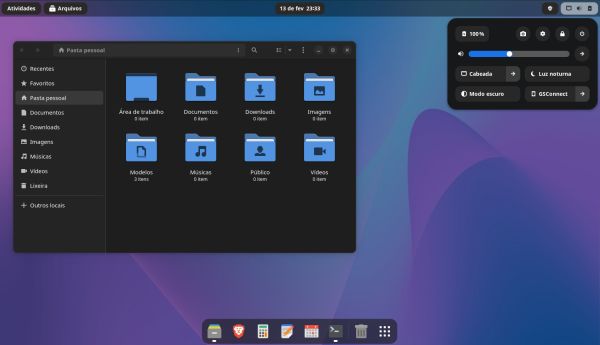 Atividades
Arquivos
13 de fev 23:33
Pasta pessoal
Recentes
Favoritos
Pasta pessoal
Documentos
Downloads
Imagens
Músicas
Vídeos
Lixeira
Outros locais
Área de trabalho
0 item
Documentos
0 item
Downloads
0 item
Imagens
0 item
Modelos
3 itens
Músicas
0 item
Público
0 item
Vídeos
0 item
100%
Cabeada
Luz noturna
Modo escuro
GSConnect